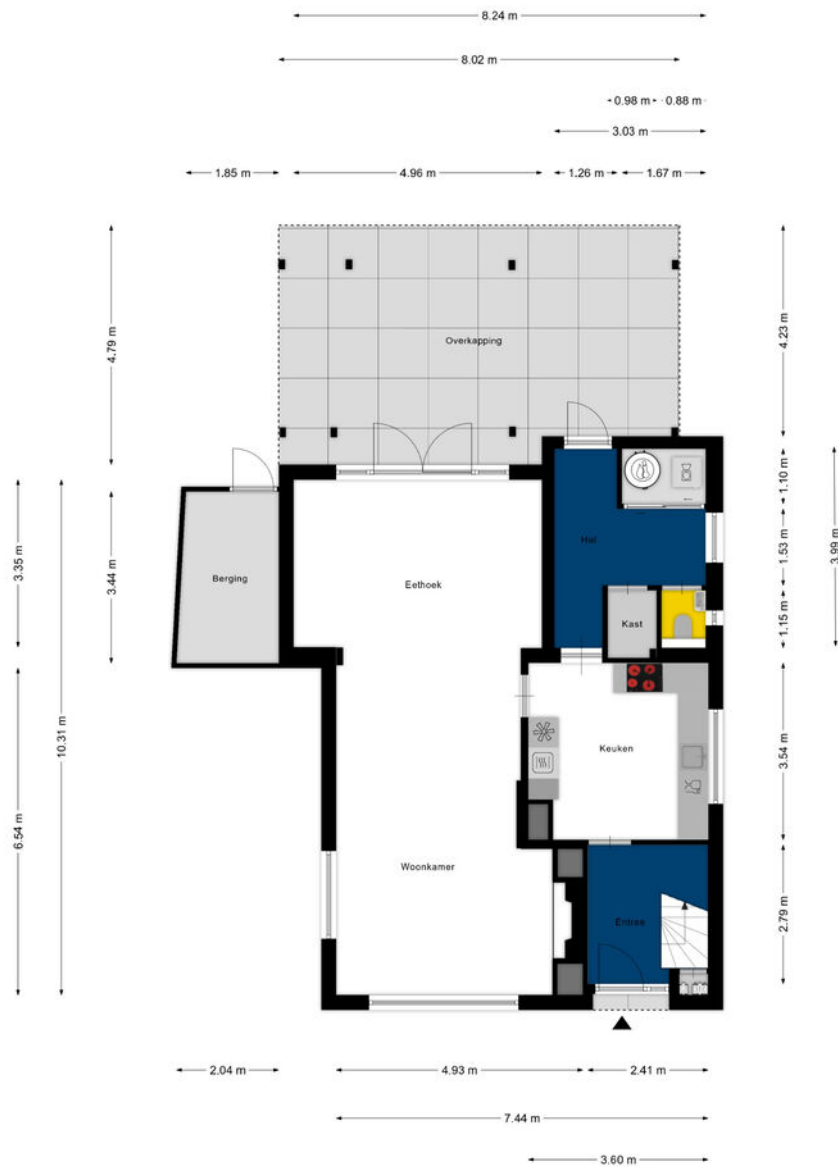 8.24 m
8.02 m
0.98 m
0.88 m
3.03 m
1.85 m
4.96 m
1.26 m
1.67 m
4.79 m
4.23 m
Overkapping
3.35 m
3.44 m
10.31 m
6.54 m
Berging
Eethoek
Hal
Kast
1.10 m
1.53 m
1.15 m
3.99 m
Keuken
3.54 m
Woonkamer
Entree
2.79 m
2.04 m
4.93 m
2.41 m
7.44 m
3.60 m